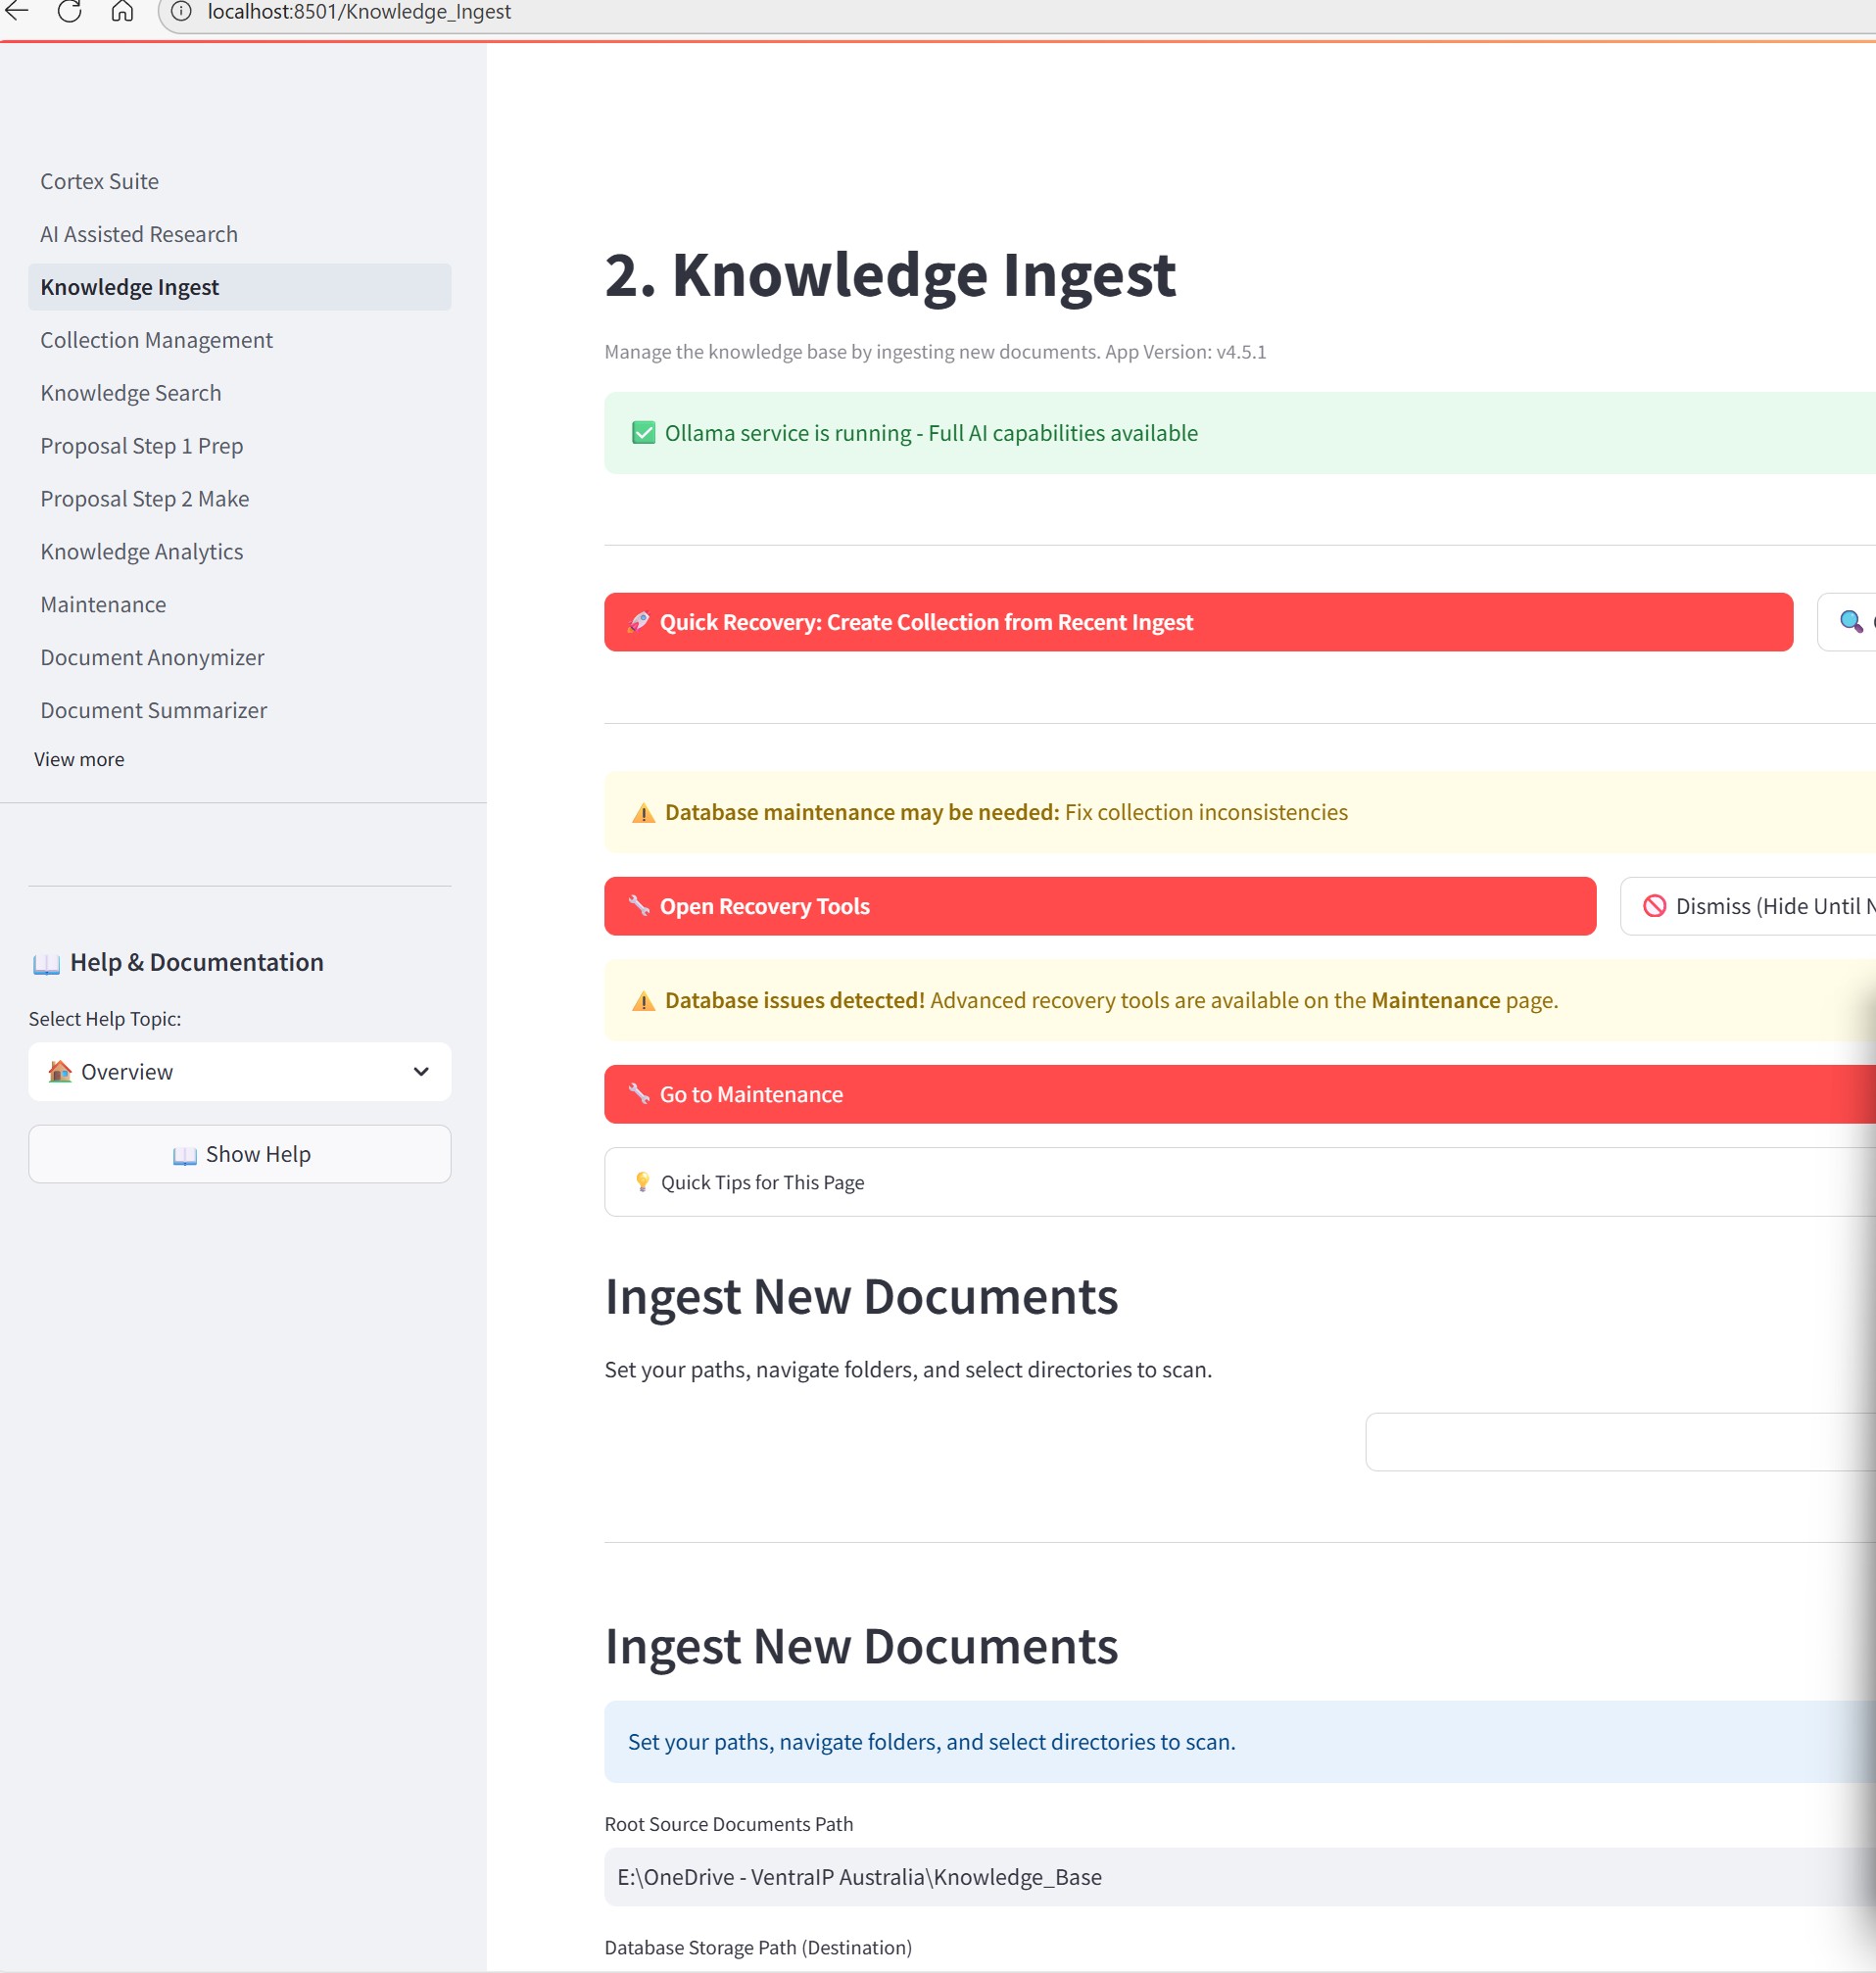 localhost:8501/Knowledge_Ingest
Cortex Suite
AI Assisted Research
Knowledge Ingest
Collection Management
Knowledge Search
Proposal Step 1 Prep
Proposal Step 2 Make
Knowledge Analytics
Maintenance
Document Anonymizer
Document Summarizer
View more
Help & Documentation
Select Help Topic:
Overview
Show Help
2. Knowledge Ingest
Manage the knowledge base by ingesting new documents. App Version: v4.5.1
Ollama service is running - Full AI capabilities available
Quick Recovery: Create Collection from Recent Ingest
Database maintenance may be needed: Fix collection inconsistencies
Open Recovery Tools
Dismiss (Hide Until
Database issues detected! Advanced recovery tools are available on the Maintenance page.
Go to Maintenance
Quick Tips for This Page
Ingest New Documents
Set your paths, navigate folders, and select directories to scan.
Ingest New Documents
Set your paths, navigate folders, and select directories to scan.
Root Source Documents Path
E:\OneDrive - VentraIP Australia\Knowledge_Base
Database Storage Path (Destination)